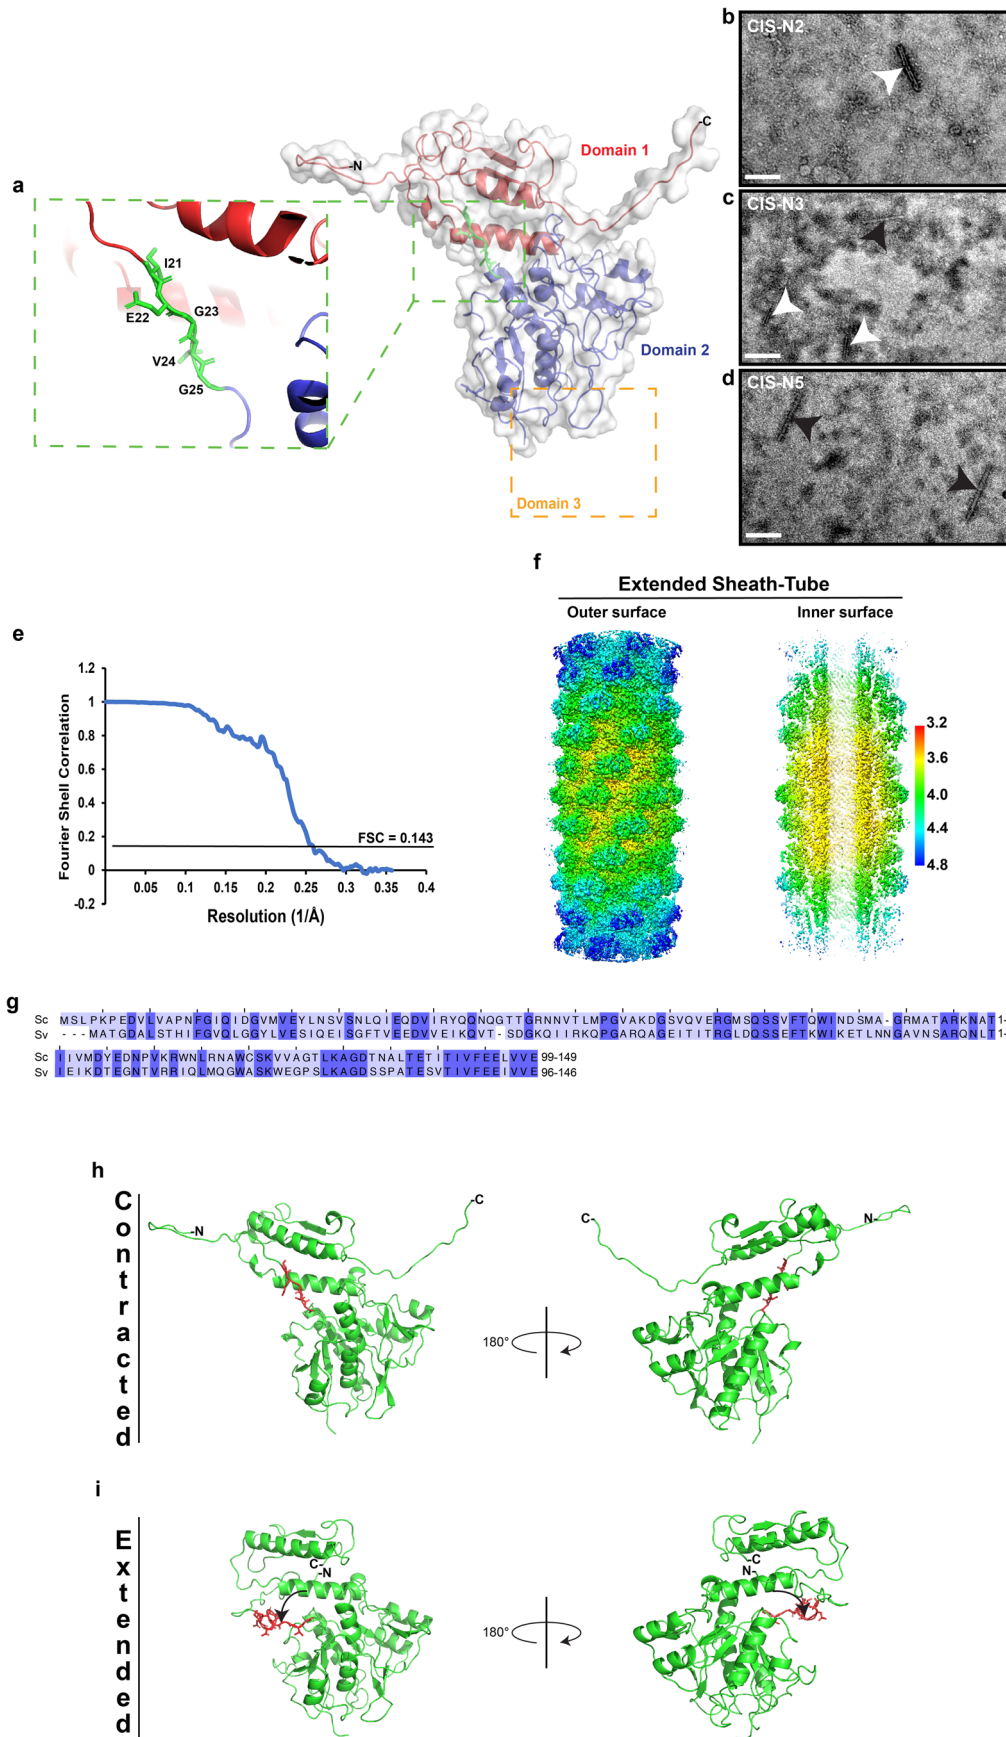 a
-N
-C
Domain 1
Domain 2
Domain 3
I21
E22
G23
V24
G25
b
CIS-N2
c
CIS-N3
d
CIS-N5
e
1.2
1
0.8
0.6
0.4
0.2
0
-0.2
FSC = 0.143
0.05
0.1
0.15
0.2
0.25
0.3
0.35
0.4
Fourier Shell Correlation
Resolution (1/Å)
f
Extended Sheath-Tube
Outer surface
Inner surface
3.2
3.6
4.0
4.4
4.8
g
Sc MSLPKPEDVLVAPNFGIQIDGVMVEYLNSVSNLQIEQDVIRYQQNQGTTGRNNVTLMPGVAKDGSVQVERGMSQSSVFTQWINDSMA-GRMATARKNAT 1-
Sv ---MATGDALSTHIFGVQLGGYLVESIQEISGFTVEEDVVEIKQVT-SDGKQIIRKQPGARQAGEITITRGLDQSSEFTKWIKETLNNGAVNSARQNLT 1-
Sc IIVMDYEDNPVKRWNLRNAWCSKVVAGTLKAGDTNALTETITIVFEELVVE 99-149
Sv IEIKDTEGNTVRRIQLMQGWASKWEGPSLKAGDSSPATESVTIVFEEIVVE 96-146
h
Contracted
-N
-C
180°
C-
N-
i
Extended
C-
-N
180°
-C
N-